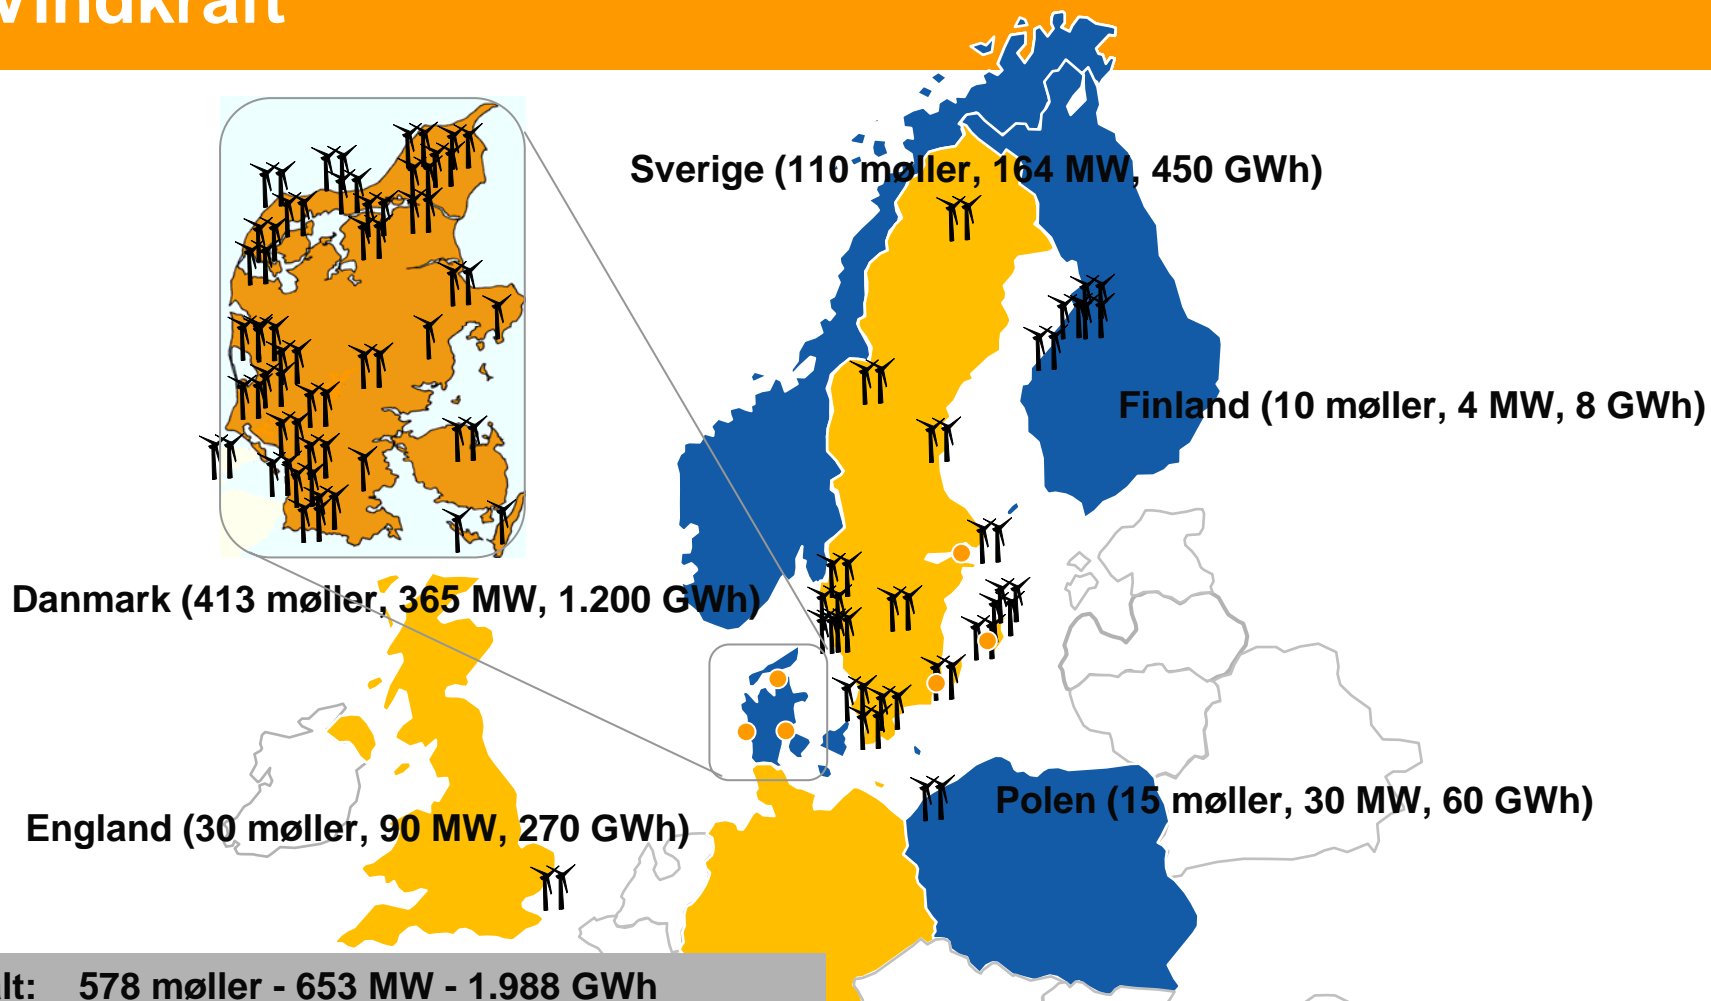 Vindkraft
Sverige (110 møller, 164 MW, 450 GWh)
Finland (10 møller, 4 MW, 8 GWh)
Danmark (413 møller, 365 MW, 1.200 GWh)
Polen (15 møller, 30 MW, 60 GWh)
England (30 møller, 90 MW, 270 GWh)
578 møller - 653 MW - 1.988 GWh